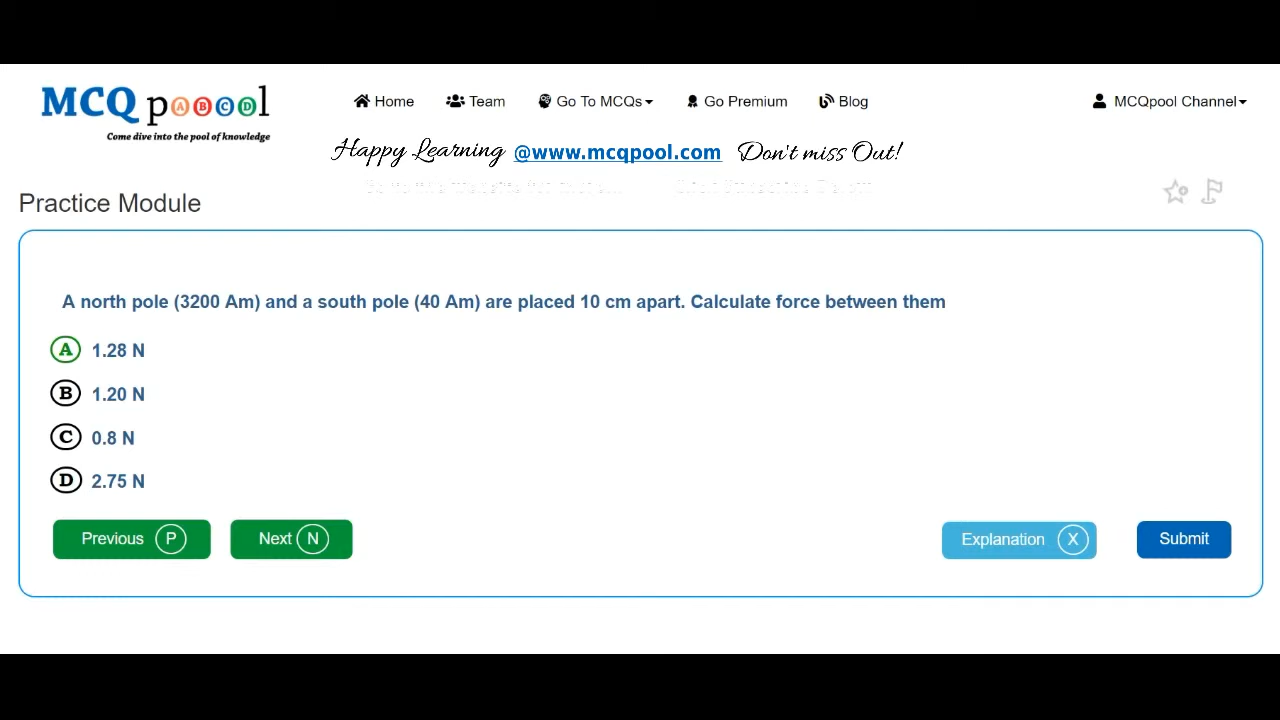 MCQ pooool
Come dive into the pool of knowledge
Home Team Go To MCQs Go Premium Blog MCQpool Channel
Happy Learning @www.mcqpool.com Don't miss Out!
Practice Module
A north pole (3200 Am) and a south pole (40 Am) are placed 10 cm apart. Calculate force between them
A 1.28 N
B 1.20 N
C 0.8 N
D 2.75 N
Previous P Next N Explanation X Submit